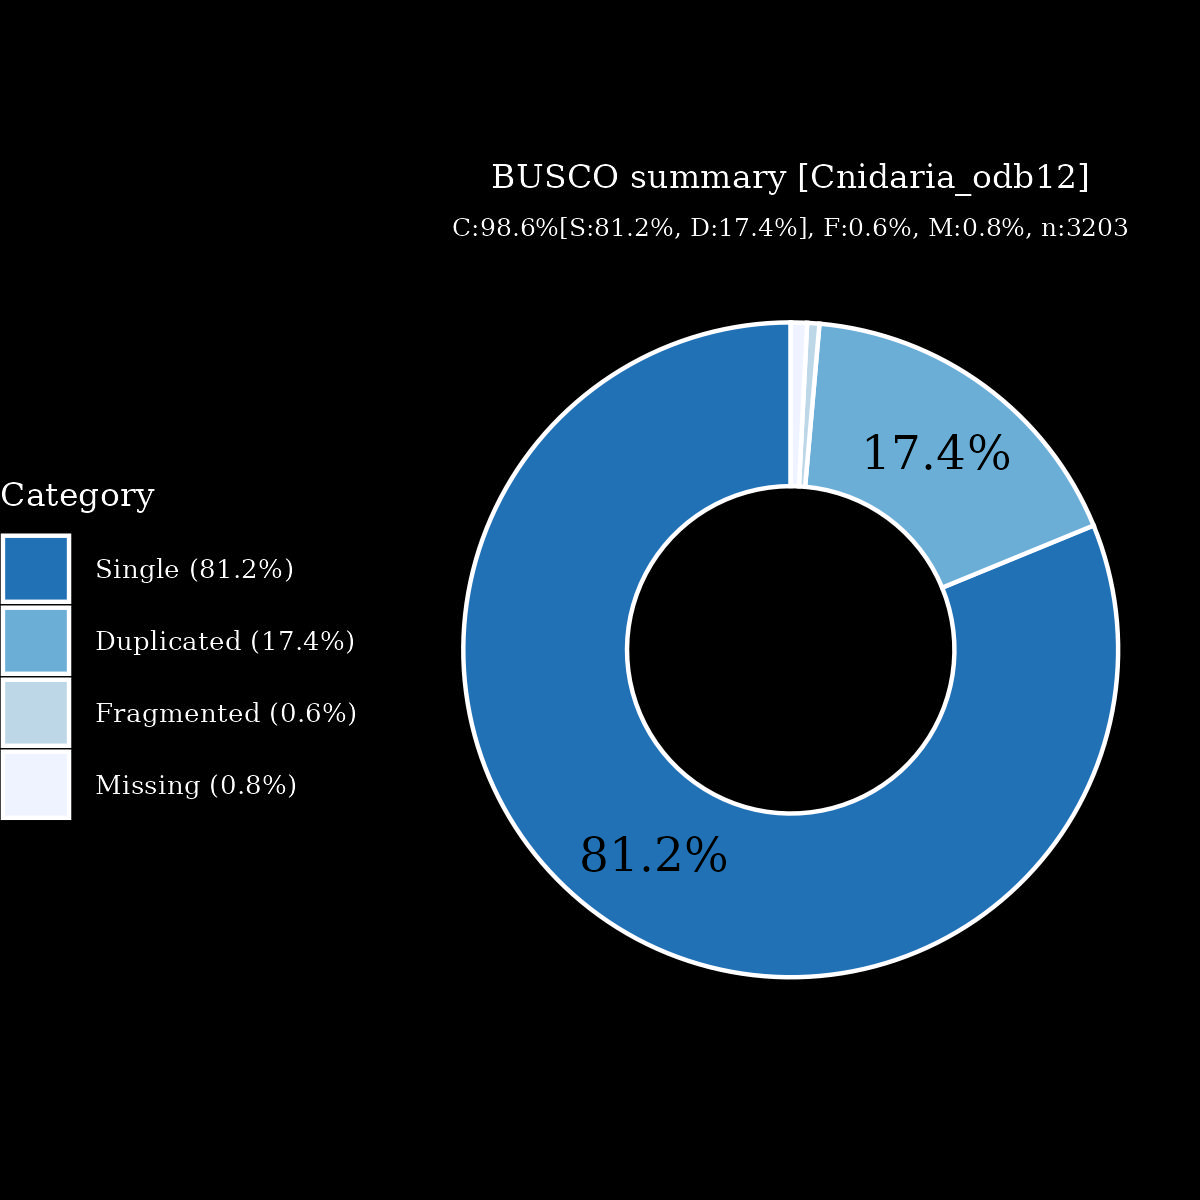 BUSCO summary [Cnidaria_odb12]
C:98.6%[S:81.2%, D:17.4%], F:0.6%, M:0.8%, n:3203
17.4%
Category
Single (81.2%)
Duplicated (17.4%)
Fragmented (0.6%)
Missing (0.8%)
81.2%